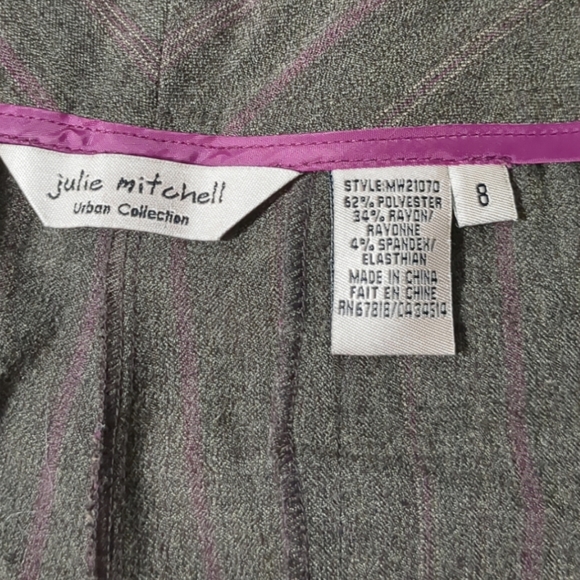 julie mitchell
Urban Collection
STYLE:MW21070
62% POLYESTER
34% RAYON/
RAYONNE
4% SPANDEX/
ELASTHIAN
MADE IN CHINA
FAIT EN CHINE
RN67818/CA34314
8